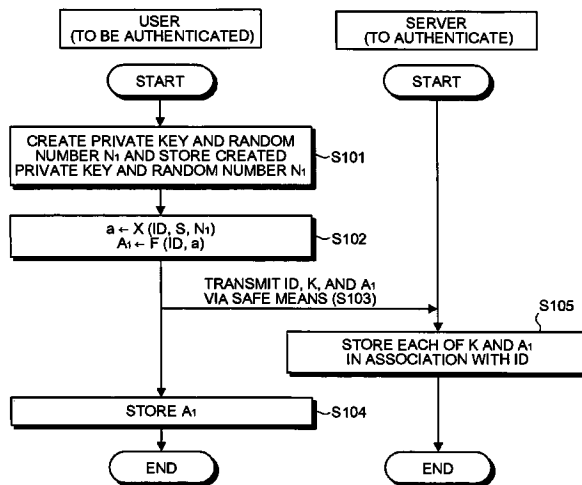 USER
(TO BE AUTHENTICATED)
SERVER
(TO AUTHENTICATE)
START
START
CREATE PRIVATE KEY AND RANDOM
NUMBER N1 AND STORE CREATED
PRIVATE KEY AND RANDOM NUMBER N1
S101
a ← X (ID, S, N1)
A1 ← F (ID, a)
S102
TRANSMIT ID, K, AND A1
VIA SAFE MEANS (S103)
S105
STORE EACH OF K AND A1
IN ASSOCIATION WITH ID
STORE A1
S104
END
END